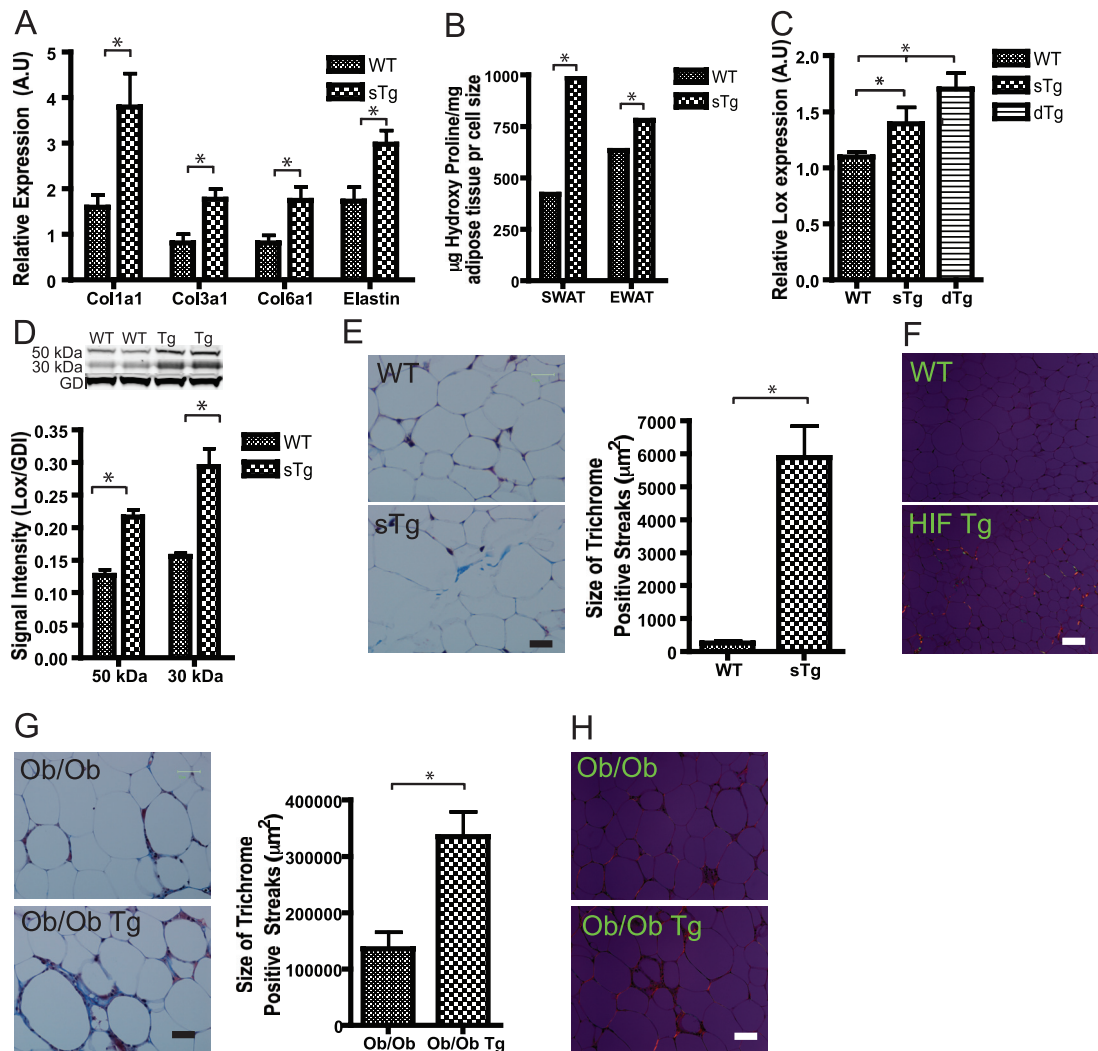 A
Relative Expression (A.U)
5
4
3
2
1
0
*
*
*
*
WT
sTg
Col1a1 Col3a1 Col6a1 Elastin
B
µg Hydroxy Proline/mg
adipose tissue pr cell size
1000
750
500
250
0
*
*
WT
sTg
SWAT EWAT
C
Relative Lox expression (A.U)
2.0
1.5
1.0
0.5
0.0
*
*
WT
sTg
dTg
WT sTg dTg
D
WT WT Tg Tg
50 kDa
30 kDa
GDI
Signal Intensity (Lox/GDI)
0.35
0.30
0.25
0.20
0.15
0.10
0.05
0.00
*
*
WT
sTg
50 kDa 30 kDa
E
WT
sTg
Size of Trichrome
Positive Streaks (µm²)
7000
6000
5000
4000
3000
2000
1000
0
*
WT sTg
F
WT
HIF Tg
G
Ob/Ob
Ob/Ob Tg
Size of Trichrome
Positive Streaks (µm²)
400000
300000
200000
100000
0
*
Ob/Ob Ob/Ob Tg
H
Ob/Ob
Ob/Ob Tg